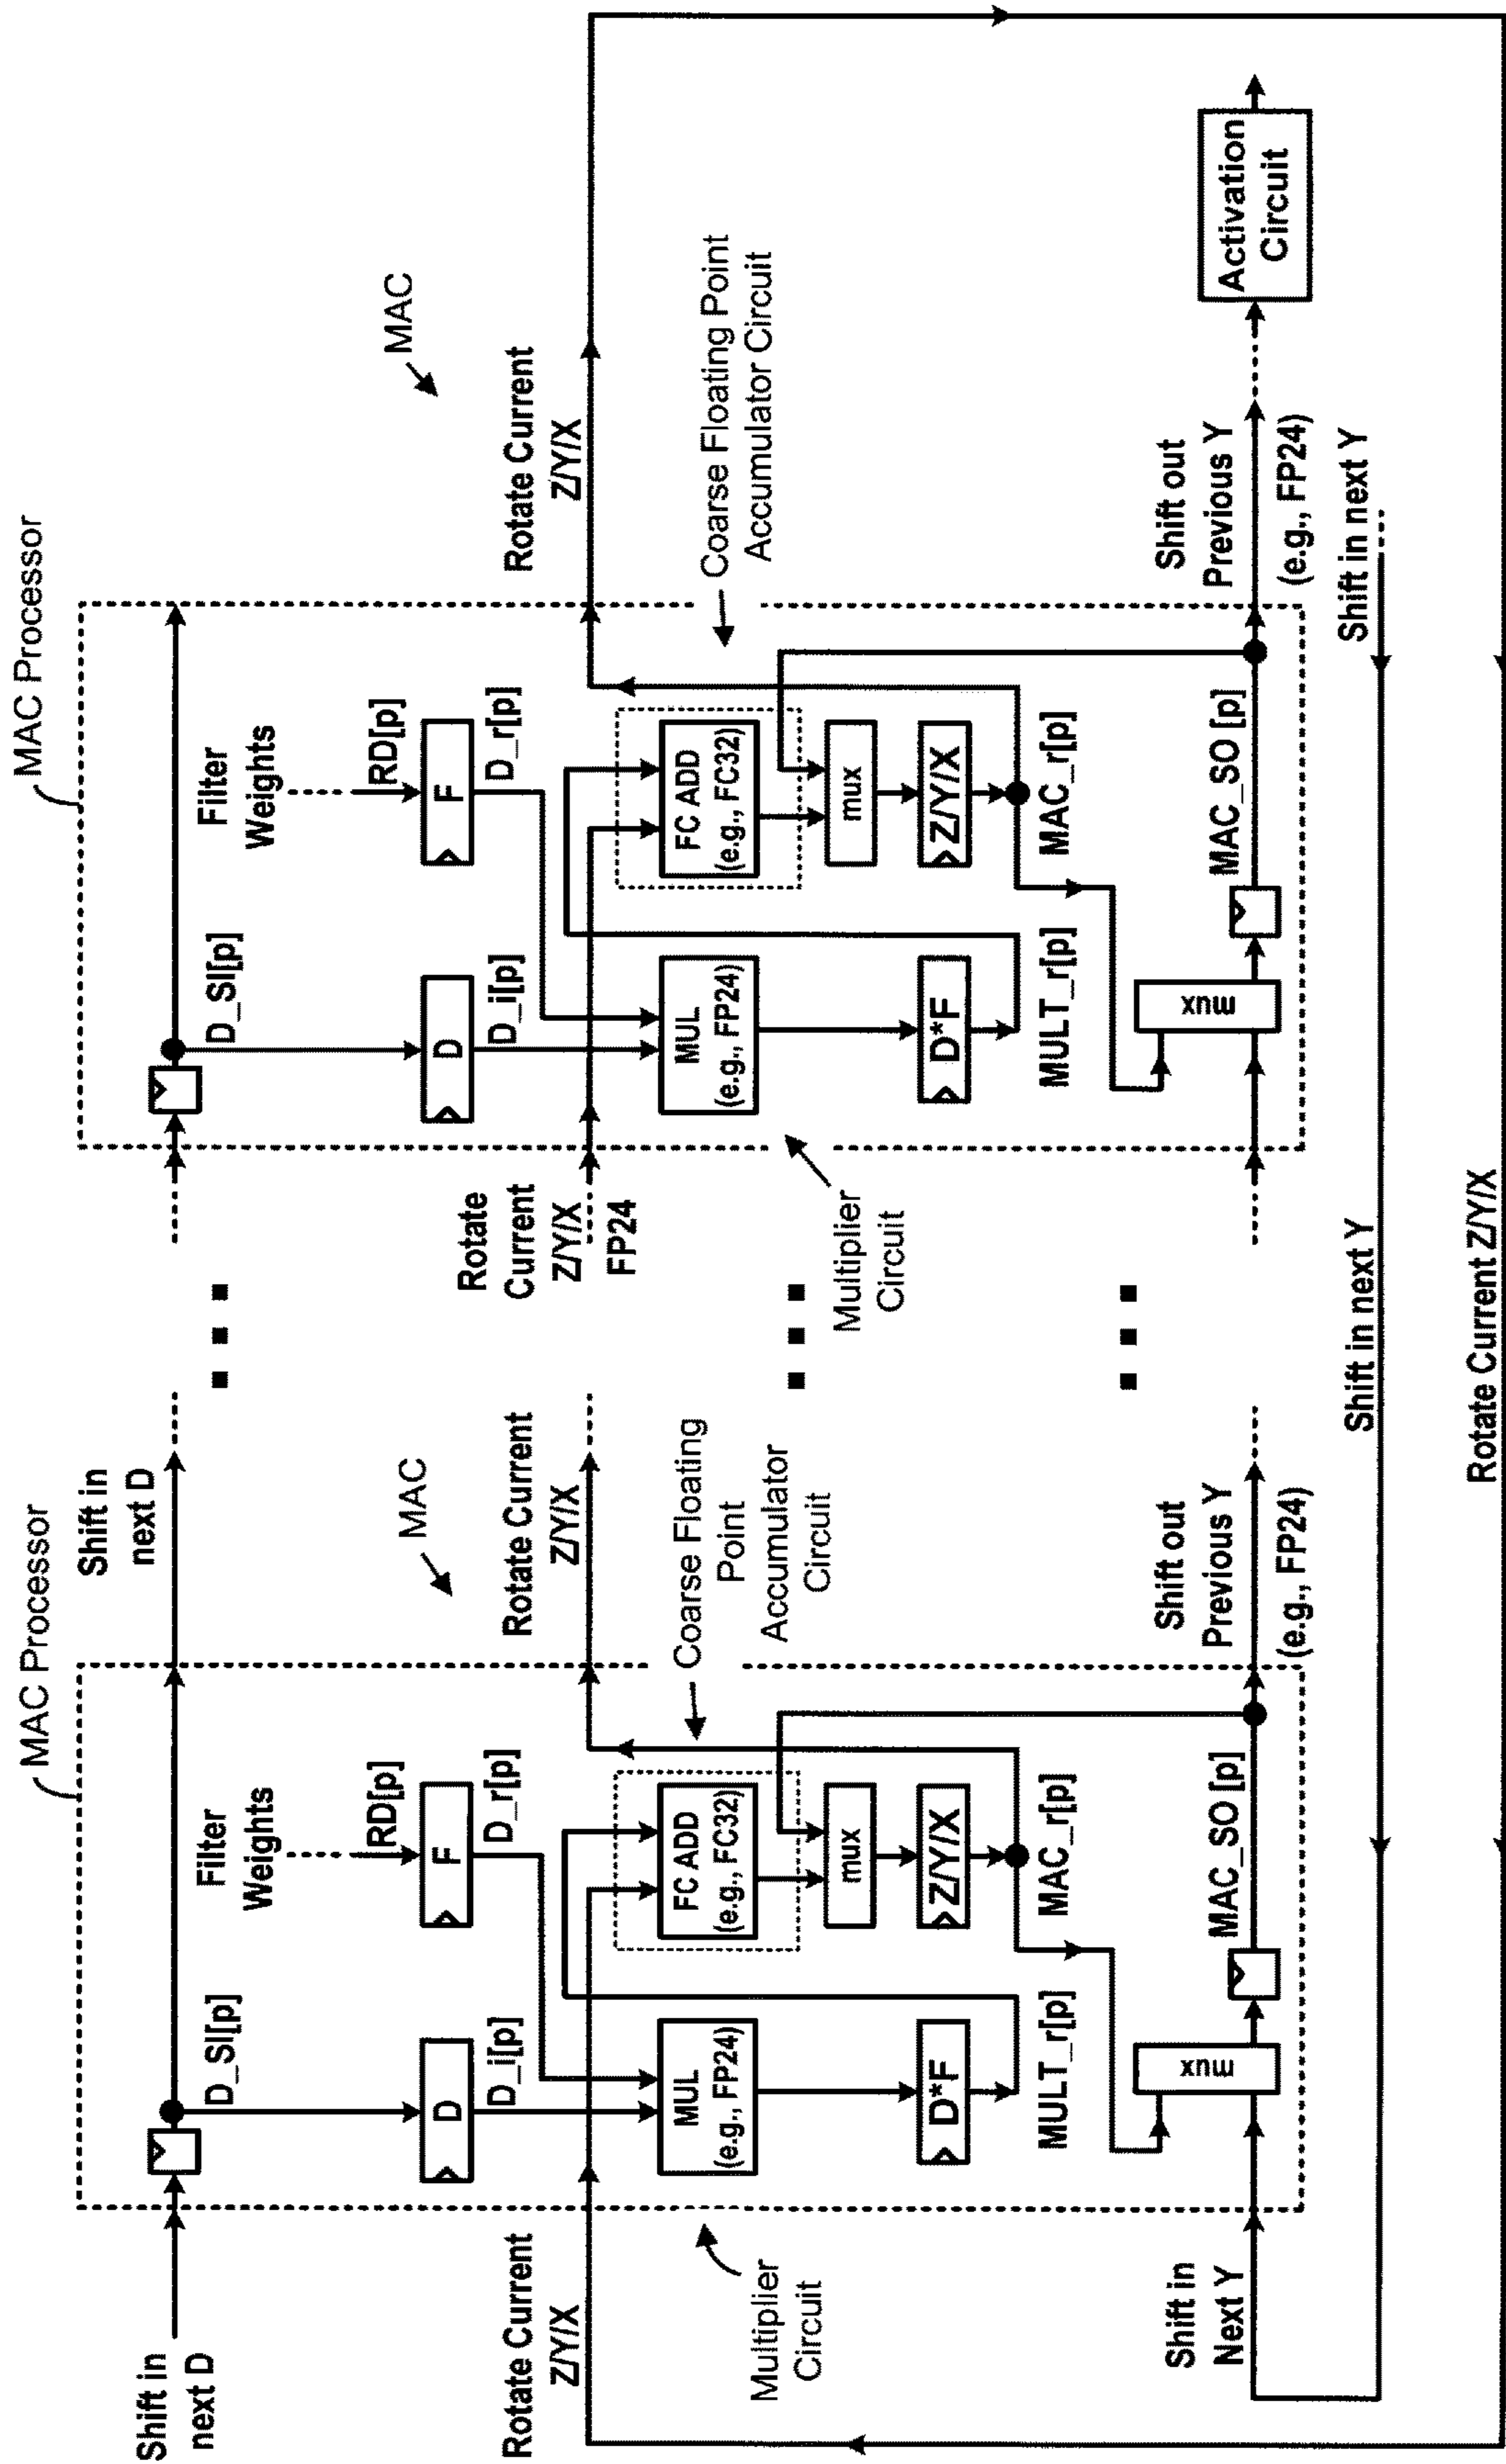 MAC Processor
MAC Processor
Shift in
next D
D_SI[p]
Filter
Weights
RD[p]
D
D_i[p]
F
D_r[p]
Shift in
next D
D_SI[p]
Filter
Weights
RD[p]
D
D_i[p]
F
D_r[p]
MAC
MAC
Rotate Current
Z/Y/X
Rotate Current
Z/Y/X
Rotate
Current
Z/Y/X
FP24
Rotate Current
Z/Y/X
MUL
(e.g., FP24)
FC ADD
(e.g., FC32)
Coarse Floating
Point
Accumulator
Circuit
MUL
(e.g., FP24)
FC ADD
(e.g., FC32)
Coarse Floating Point
Accumulator Circuit
Multiplier
Circuit
Multiplier
Circuit
mux
mux
D*F
Z/Y/X
D*F
Z/Y/X
MULT_r[p]
MAC_r[p]
MULT_r[p]
MAC_r[p]
Shift in
Next Y
mux
MAC_SO [p]
Shift out
Previous Y
(e.g., FP24)
mux
MAC_SO [p]
Shift out
Previous Y
(e.g., FP24)
Activation
Circuit
Shift in next Y
Shift in next Y
Rotate Current Z/Y/X